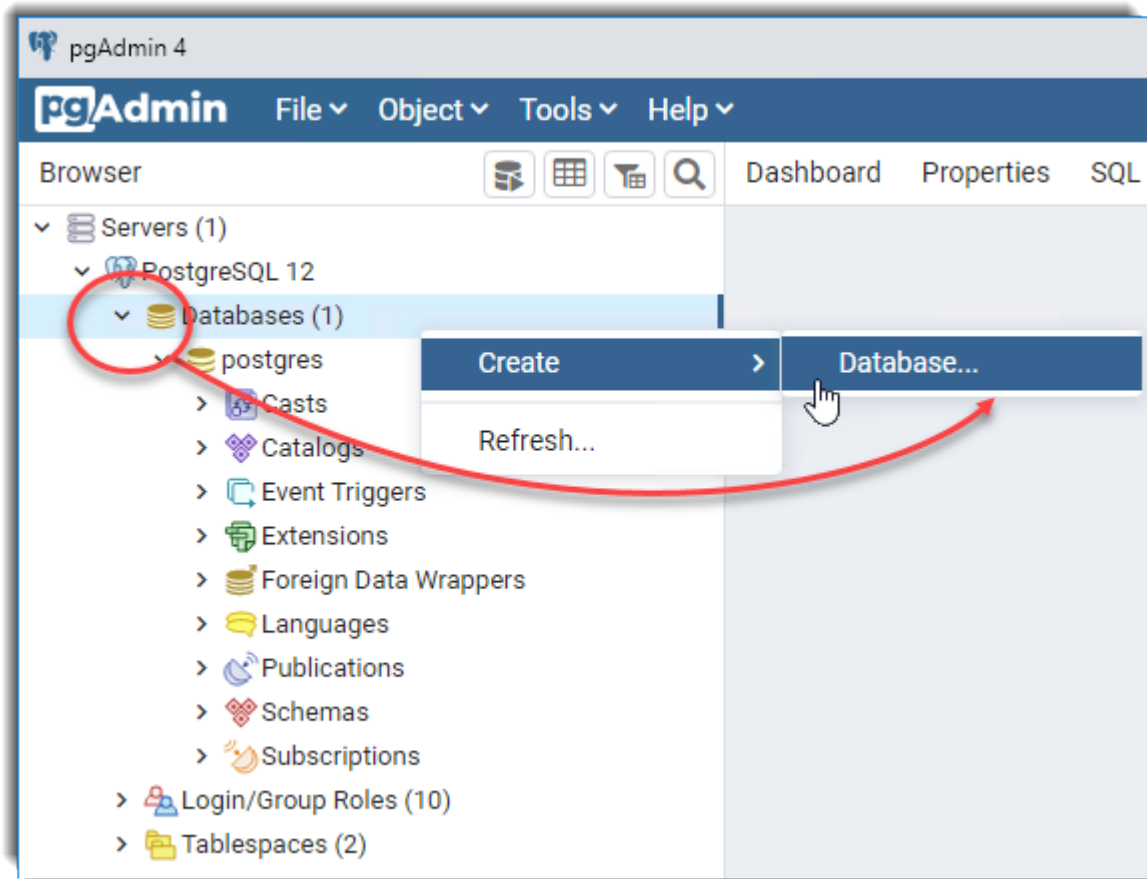 pgAdmin 4
pgAdmin File Object Tools Help
Browser Dashboard Properties SQL
Servers (1)
PostgreSQL 12
Databases (1)
postgres Create Database...
Casts
Catalogs Refresh...
Event Triggers
Extensions
Foreign Data Wrappers
Languages
Publications
Schemas
Subscriptions
Login/Group Roles (10)
Tablespaces (2)